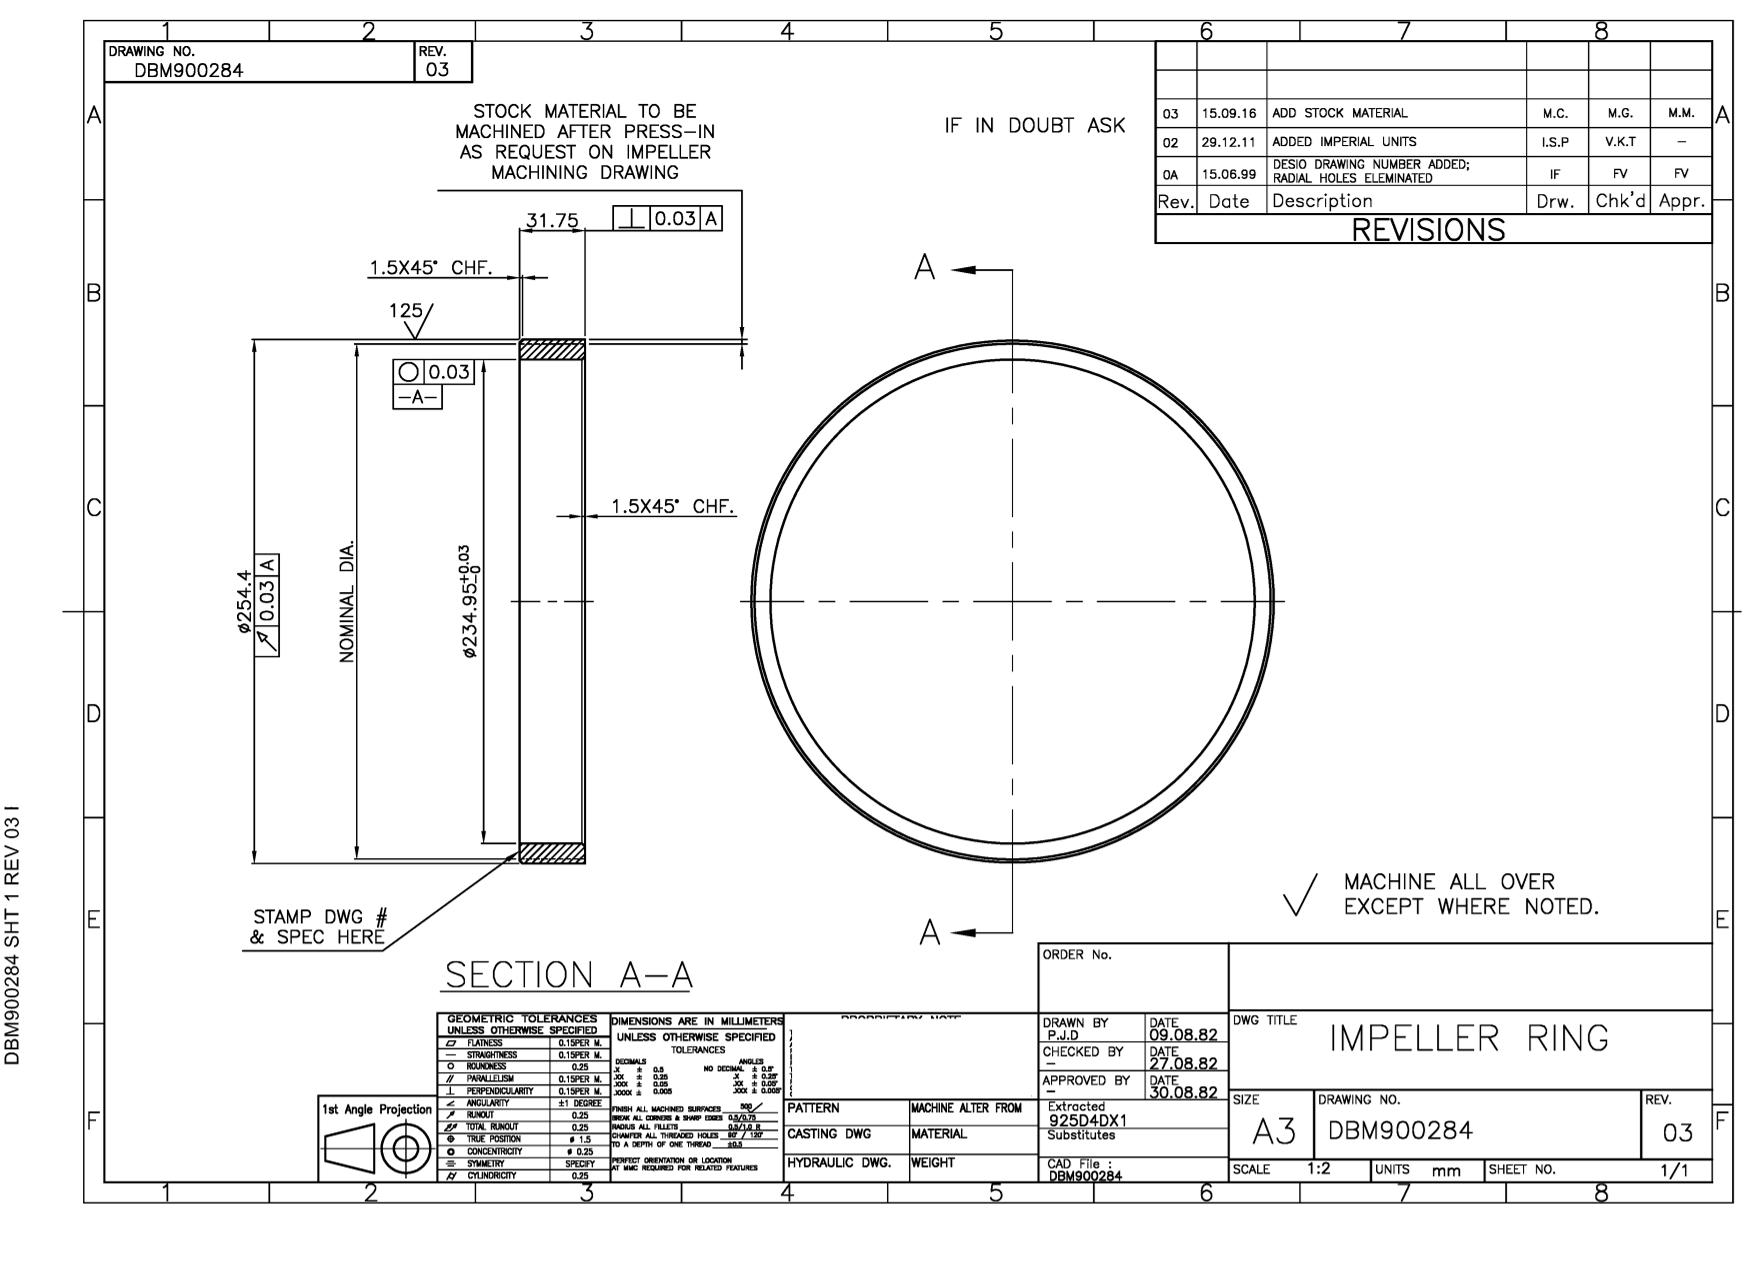 1 2 3 4 5 6 7 8
DRAWING NO.
DBM900284
REV.
03
STOCK MATERIAL TO BE
MACHINED AFTER PRESS-IN
AS REQUEST ON IMPELLER
MACHINING DRAWING
IF IN DOUBT ASK
03 15.09.16 ADD STOCK MATERIAL M.C. M.G. M.M.
02 29.12.11 ADDED IMPERIAL UNITS I.S.P V.K.T -
0A 15.06.99 DESIO DRAWING NUMBER ADDED; IF FV FV
RADIAL HOLES ELEMINATED
Rev. Date Description Drw. Chk'd Appr.
REVISIONS
A A
B B
C C
D D
E E
F F
31.75
⊥ 0.03 A
1.5X45° CHF.
125/
○ 0.03
-A-
1.5X45° CHF.
ø254.4
↗ 0.03 A
NOMINAL DIA.
ø234.95+0.03
-0
A
A
STAMP DWG #
& SPEC HERE
SECTION A-A
MACHINE ALL OVER
EXCEPT WHERE NOTED.
DBM900284 SHT 1 REV 03 I
1st Angle Projection
GEOMETRIC TOLERANCES
UNLESS OTHERWISE SPECIFIED
FLATNESS 0.15PER M.
STRAIGHTNESS 0.15PER M.
ROUNDNESS 0.25
PARALLELISM 0.15PER M.
PERPENDICULARITY 0.15PER M.
ANGULARITY ±1 DEGREE
RUNOUT 0.25
TOTAL RUNOUT 0.25
TRUE POSITION ø 1.5
CONCENTRICITY ø 0.25
SYMMETRY SPECIFY
CYLINDRICITY 0.25
DIMENSIONS ARE IN MILLIMETERS
UNLESS OTHERWISE SPECIFIED
TOLERANCES
DECIMALS ANGLES
.X ± 0.5 NO DECIMAL ± 0.5°
.XX ± 0.25 .X ± 0.25°
.XXX ± 0.05 .XX ± 0.05°
.XXXX ± 0.005 .XXX ± 0.005°
FINISH ALL MACHINED SURFACES 500
BREAK ALL CORNERS & SHARP EDGES 0.5/0.75
RADIUS ALL FILLETS 0.5/1.0 R
CHAMFER ALL THREADED HOLES 90° / 120°
TO A DEPTH OF ONE THREAD ±0.5
PERFECT ORIENTATION OR LOCATION
AT MMC REQUIRED FOR RELATED FEATURES
PROPRIETARY NOTE
PATTERN MACHINE ALTER FROM
CASTING DWG MATERIAL
HYDRAULIC DWG. WEIGHT
ORDER No.
DRAWN BY DATE
P.J.D 09.08.82
CHECKED BY DATE
- 27.08.82
APPROVED BY DATE
- 30.08.82
Extracted
925D4DX1
Substitutes
CAD File :
DBM900284
DWG TITLE
IMPELLER RING
SIZE
A3
DRAWING NO.
DBM900284
REV.
03
SCALE 1:2 UNITS mm SHEET NO. 1/1
2 3 4 5 6 7 8